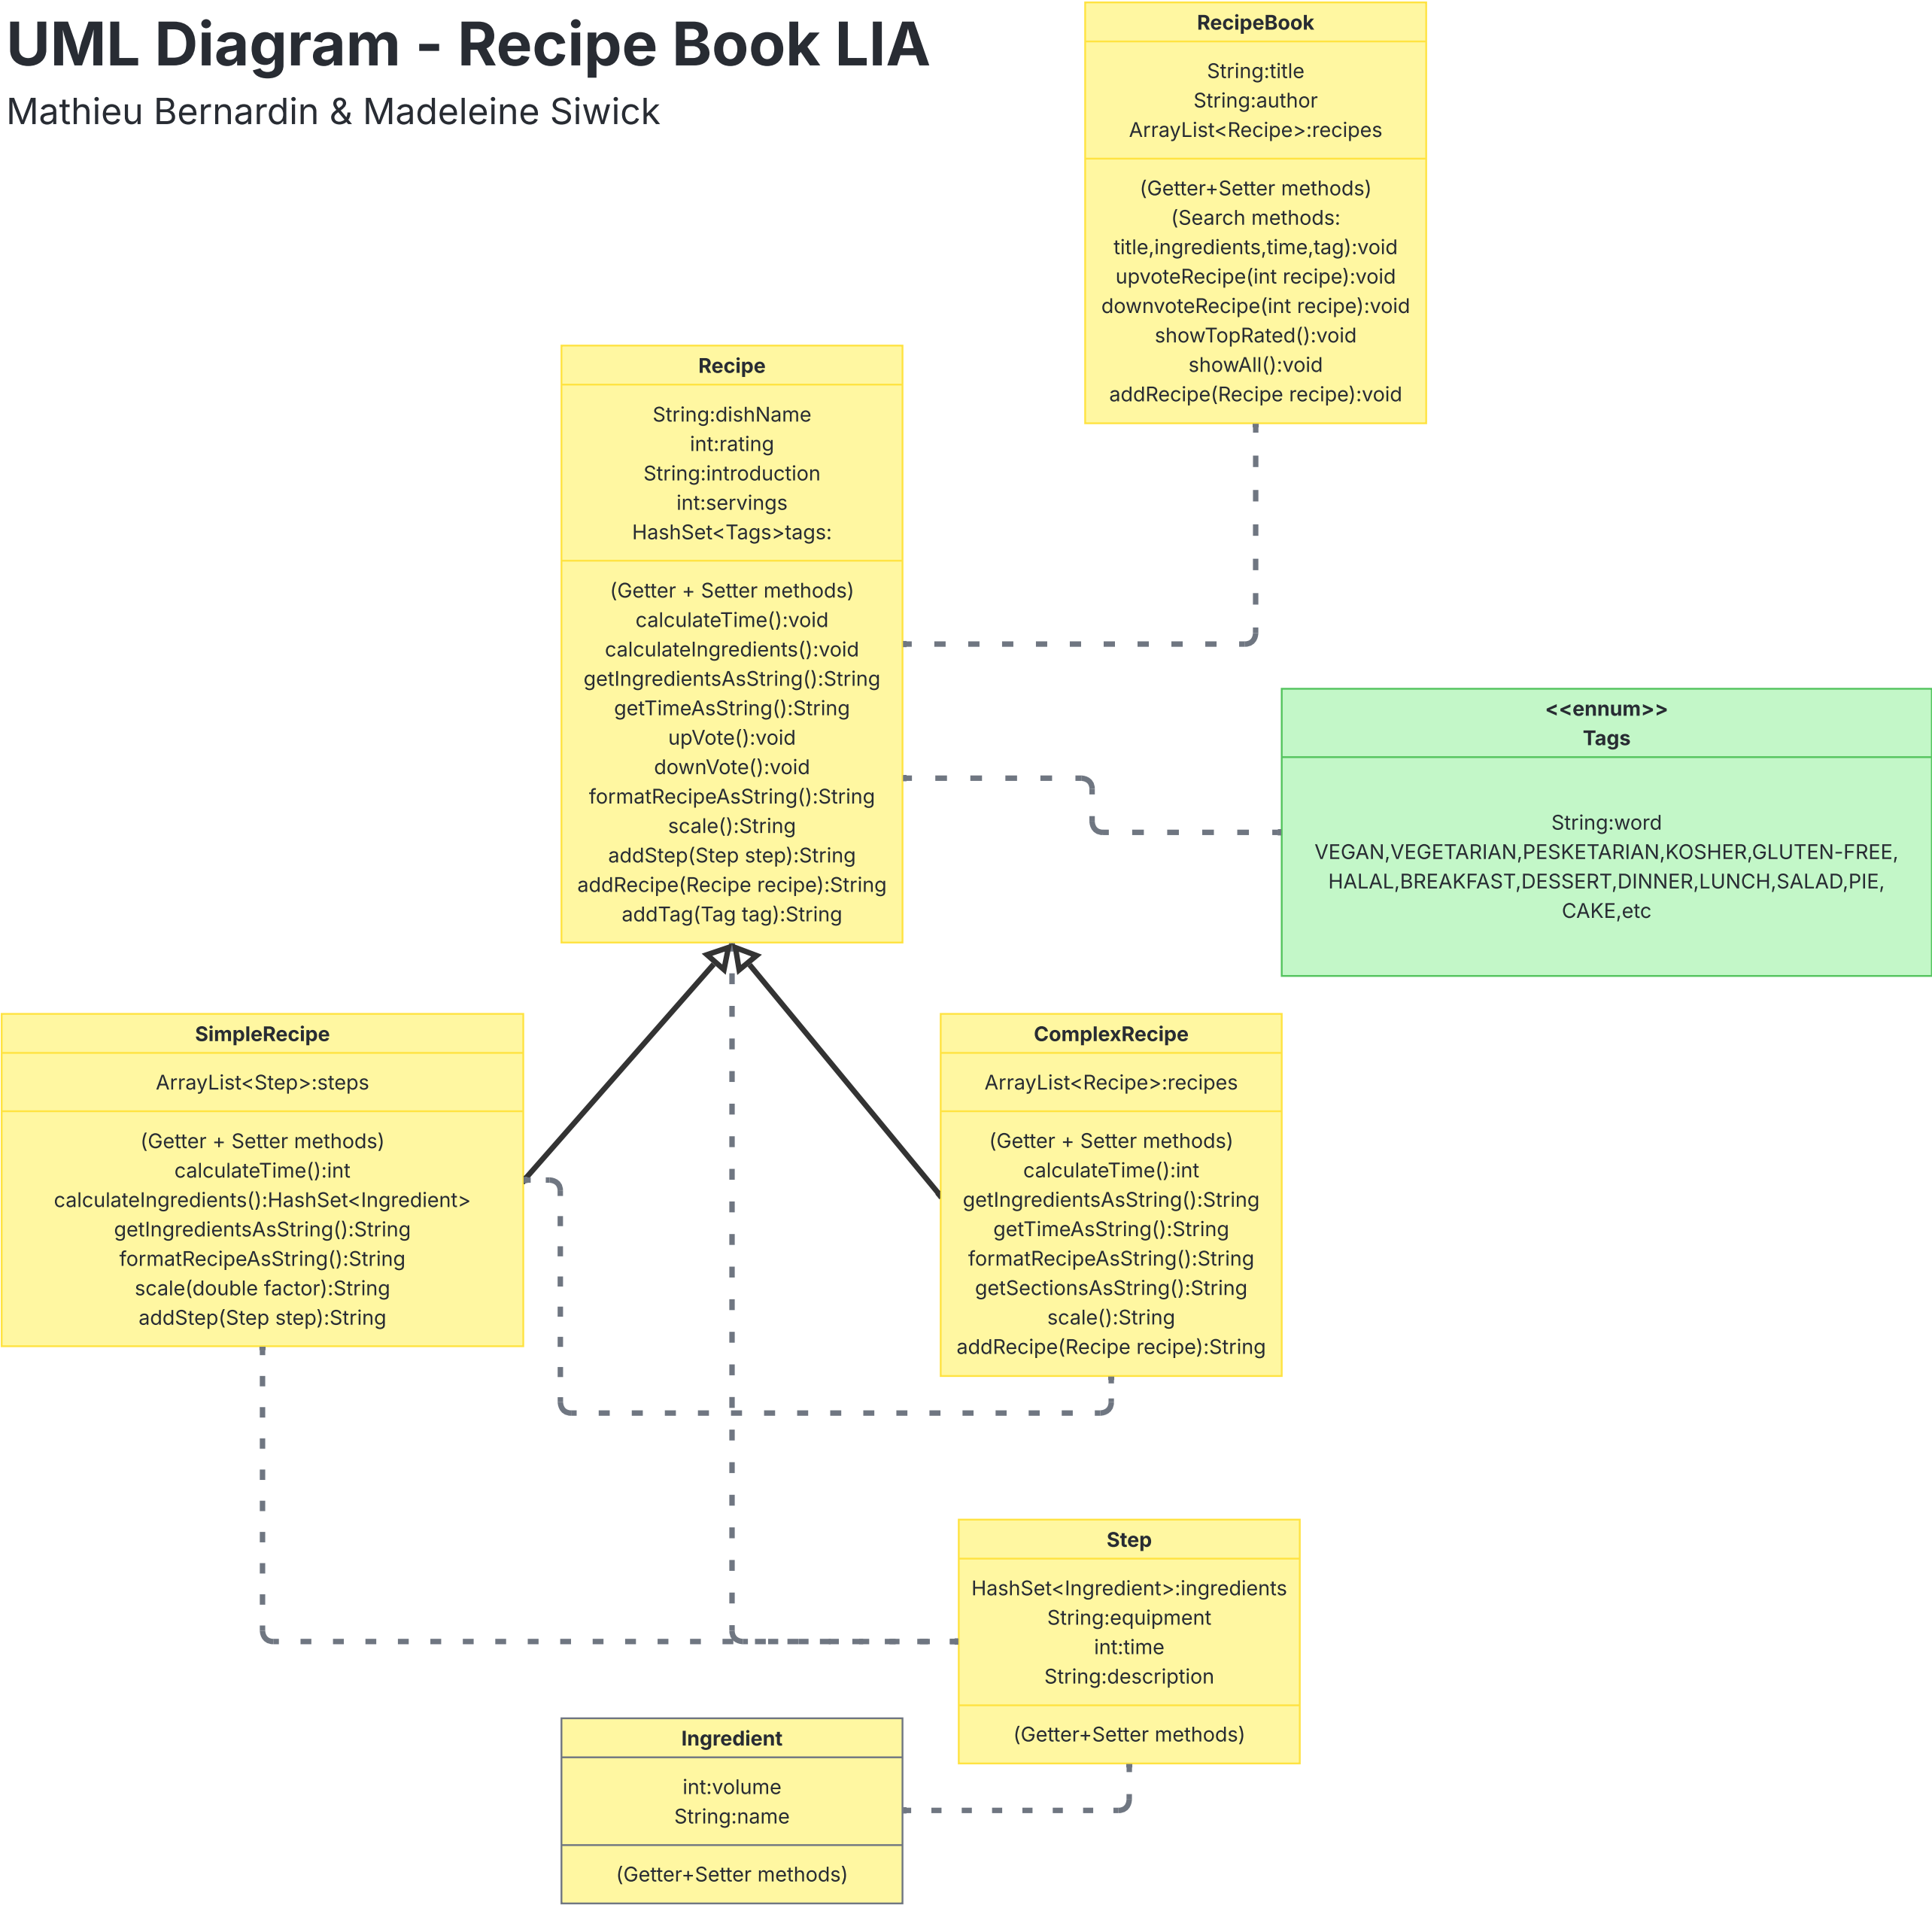 UML Diagram - Recipe Book LIA
Mathieu Bernardin & Madeleine Siwick
RecipeBook
String:title
String:author
ArrayList<Recipe>:recipes
(Getter+Setter methods)
(Search methods:
title,ingredients,time,tag):void
upvoteRecipe(int recipe):void
downvoteRecipe(int recipe):void
showTopRated():void
showAll():void
addRecipe(Recipe recipe):void
Recipe
String:dishName
int:rating
String:introduction
int:servings
HashSet<Tags>tags:
(Getter + Setter methods)
calculateTime():void
calculateIngredients():void
getIngredientsAsString():String
getTimeAsString():String
upVote():void
downVote():void
formatRecipeAsString():String
scale():String
addStep(Step step):String
addRecipe(Recipe recipe):String
addTag(Tag tag):String
<<ennum>>
Tags
String:word
VEGAN,VEGETARIAN,PESKETARIAN,KOSHER,GLUTEN-FREE,
HALAL,BREAKFAST,DESSERT,DINNER,LUNCH,SALAD,PIE,
CAKE,etc
SimpleRecipe
ArrayList<Step>:steps
(Getter + Setter methods)
calculateTime():int
calculateIngredients():HashSet<Ingredient>
getIngredientsAsString():String
formatRecipeAsString():String
scale(double factor):String
addStep(Step step):String
ComplexRecipe
ArrayList<Recipe>:recipes
(Getter + Setter methods)
calculateTime():int
getIngredientsAsString():String
getTimeAsString():String
formatRecipeAsString():String
getSectionsAsString():String
scale():String
addRecipe(Recipe recipe):String
Step
HashSet<Ingredient>:ingredients
String:equipment
int:time
String:description
(Getter+Setter methods)
Ingredient
int:volume
String:name
(Getter+Setter methods)